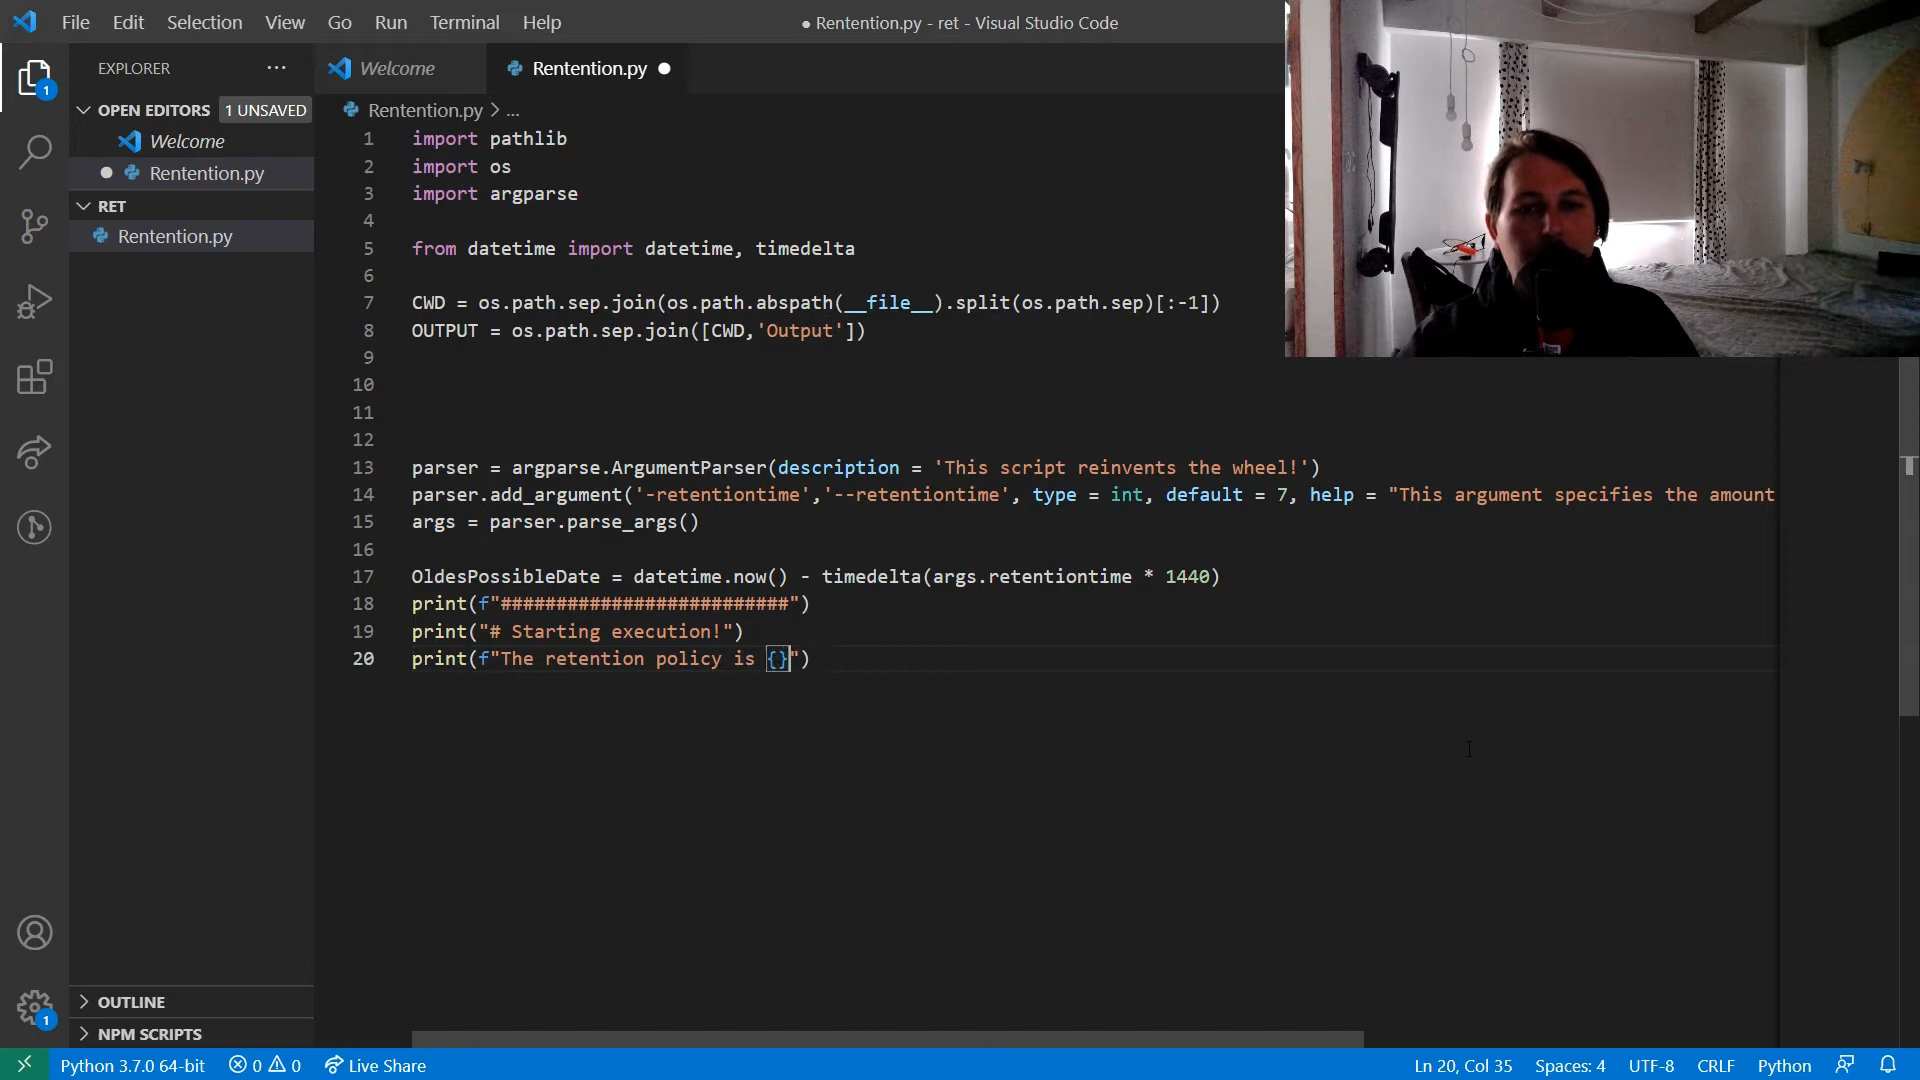 File Edit Selection View Go Run Terminal Help
● Rentention.py - ret - Visual Studio Code
EXPLORER ...
Welcome
Rentention.py
OPEN EDITORS 1 UNSAVED
Welcome
Rentention.py
RET
Rentention.py
Rentention.py > ...
1 import pathlib
2 import os
3 import argparse
4
5 from datetime import datetime, timedelta
6
7 CWD = os.path.sep.join(os.path.abspath(__file__).split(os.path.sep)[:-1])
8 OUTPUT = os.path.sep.join([CWD,'Output'])
9
10
11
12
13 parser = argparse.ArgumentParser(description = 'This script reinvents the wheel!')
14 parser.add_argument('-retentiontime','--retentiontime', type = int, default = 7, help = "This argument specifies the amount
15 args = parser.parse_args()
16
17 OldesPossibleDate = datetime.now() - timedelta(args.retentiontime * 1440)
18 print(f"##########################")
19 print("# Starting execution!")
20 print(f"The retention policy is {}")
1
1
OUTLINE
NPM SCRIPTS
Python 3.7.0 64-bit 0 0 Live Share
Ln 20, Col 35 Spaces: 4 UTF-8 CRLF Python